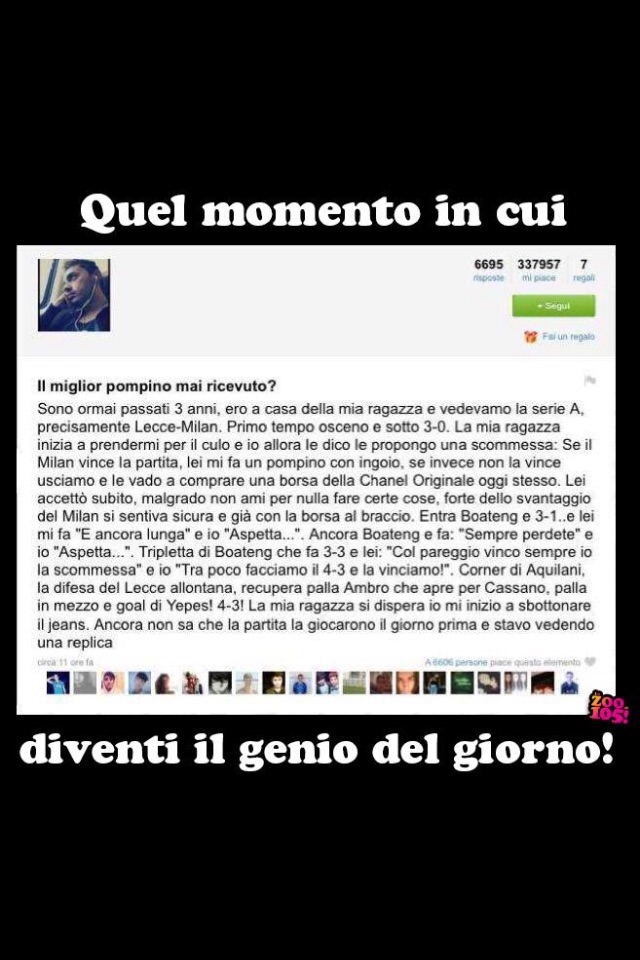 Quel momento in cui
6695 337957 7
risposte mi piace regali
+ Segui
Fai un regalo
Il miglior pompino mai ricevuto?
Sono ormai passati 3 anni, ero a casa della mia ragazza e vedevamo la serie A,
precisamente Lecce-Milan. Primo tempo osceno e sotto 3-0. La mia ragazza
inizia a prendermi per il culo e io allora le dico le propongo una scommessa: Se il
Milan vince la partita, lei mi fa un pompino con ingoio, se invece non la vince
usciamo e le vado a comprare una borsa della Chanel Originale oggi stesso. Lei
accettò subito, malgrado non ami per nulla fare certe cose, forte dello svantaggio
del Milan si sentiva sicura e già con la borsa al braccio. Entra Boateng e 3-1..e lei
mi fa "E ancora lunga" e io "Aspetta...". Ancora Boateng e fa: "Sempre perdete" e
io "Aspetta...". Tripletta di Boateng che fa 3-3 e lei: "Col pareggio vinco sempre io
la scommessa" e io "Tra poco facciamo il 4-3 e la vinciamo!". Corner di Aquilani,
la difesa del Lecce allontana, recupera palla Ambro che apre per Cassano, palla
in mezzo e goal di Yepes! 4-3! La mia ragazza si dispera io mi inizio a sbottonare
il jeans. Ancora non sa che la partita la giocarono il giorno prima e stavo vedendo
una replica
circa 11 ore fa A 6606 persone piace questo elemento
Lo ZOO 105!
diventi il genio del giorno!